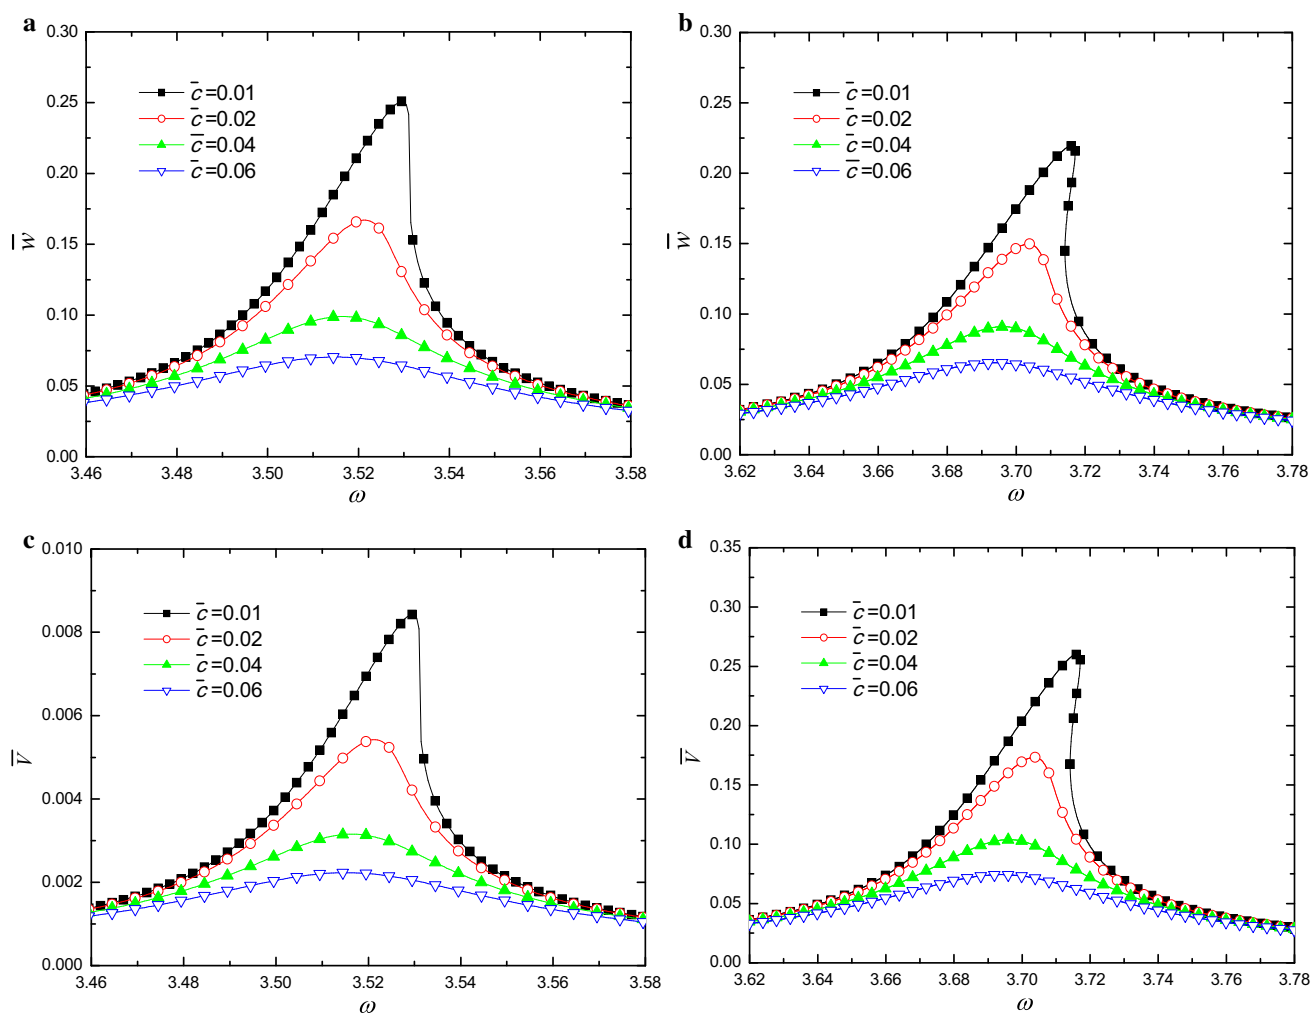 a
0.30
0.25
0.20
0.15
0.10
0.05
0.00
w̅
c̅=0.01
c̅=0.02
c̅=0.04
c̅=0.06
3.46 3.48 3.50 3.52 3.54 3.56 3.58
ω
b
0.30
0.25
0.20
0.15
0.10
0.05
0.00
w̅
c̅=0.01
c̅=0.02
c̅=0.04
c̅=0.06
3.62 3.64 3.66 3.68 3.70 3.72 3.74 3.76 3.78
ω
c
0.010
0.008
0.006
0.004
0.002
0.000
V̅
c̅=0.01
c̅=0.02
c̅=0.04
c̅=0.06
3.46 3.48 3.50 3.52 3.54 3.56 3.58
ω
d
0.35
0.30
0.25
0.20
0.15
0.10
0.05
0.00
V̅
c̅=0.01
c̅=0.02
c̅=0.04
c̅=0.06
3.62 3.64 3.66 3.68 3.70 3.72 3.74 3.76 3.78
ω